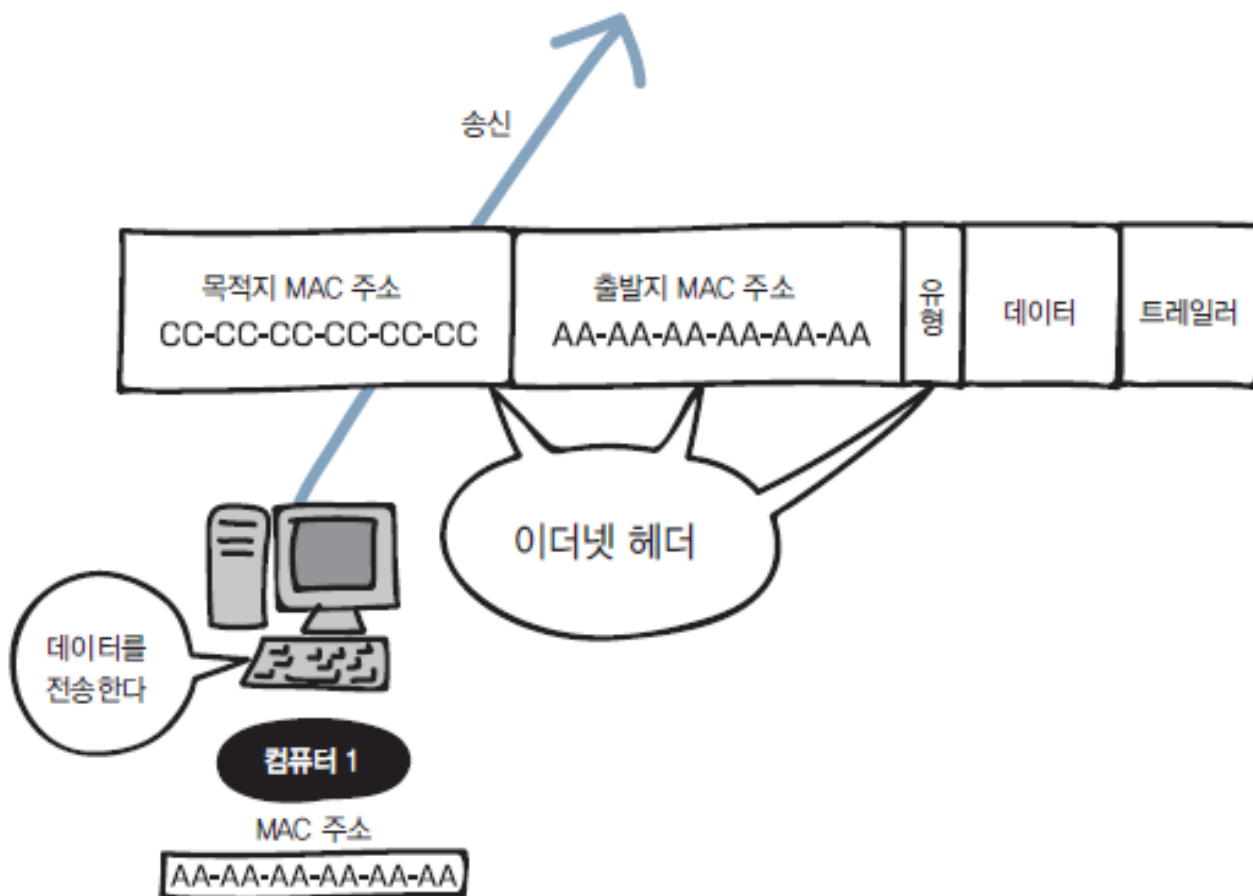 송신
목적지 MAC 주소
CC-CC-CC-CC-CC-CC
출발지 MAC 주소
AA-AA-AA-AA-AA-AA
유형
데이터
트레일러
이더넷 헤더
데이터를
전송한다
컴퓨터 1
MAC 주소
AA-AA-AA-AA-AA-AA